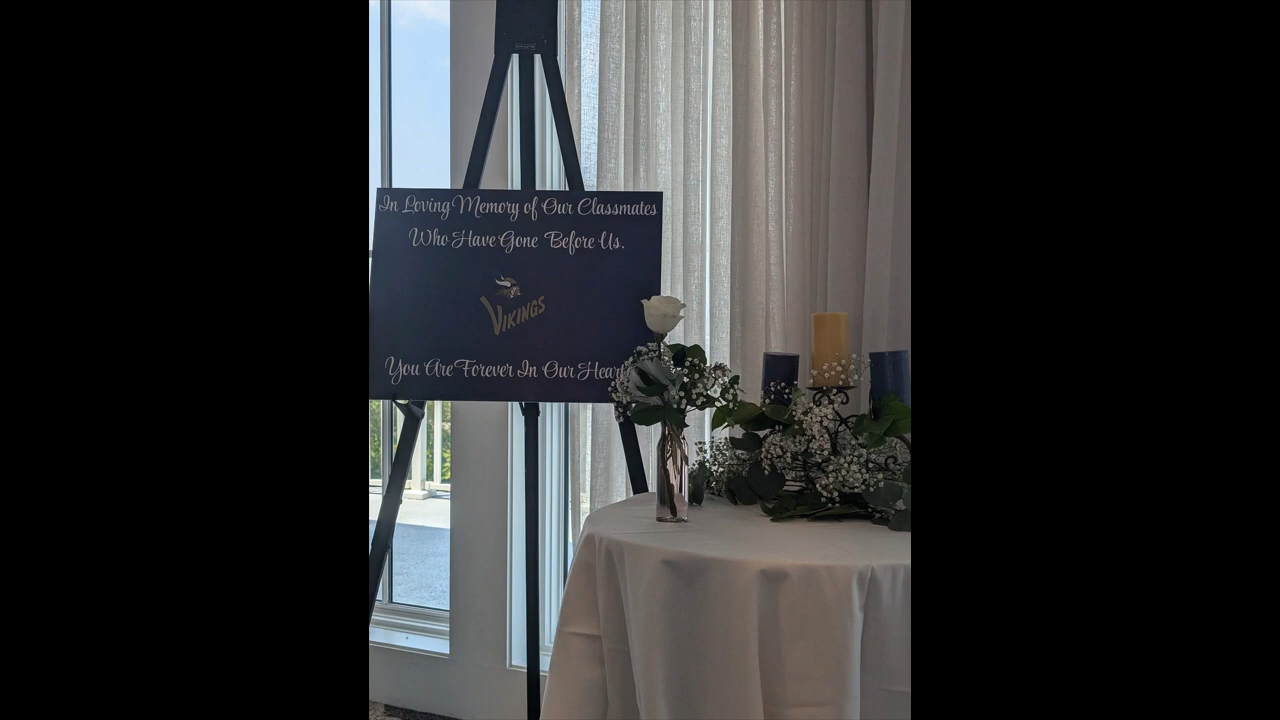 In Loving Memory of Our Classmates
Who Have Gone Before Us.
VIKINGS
You Are Forever In Our